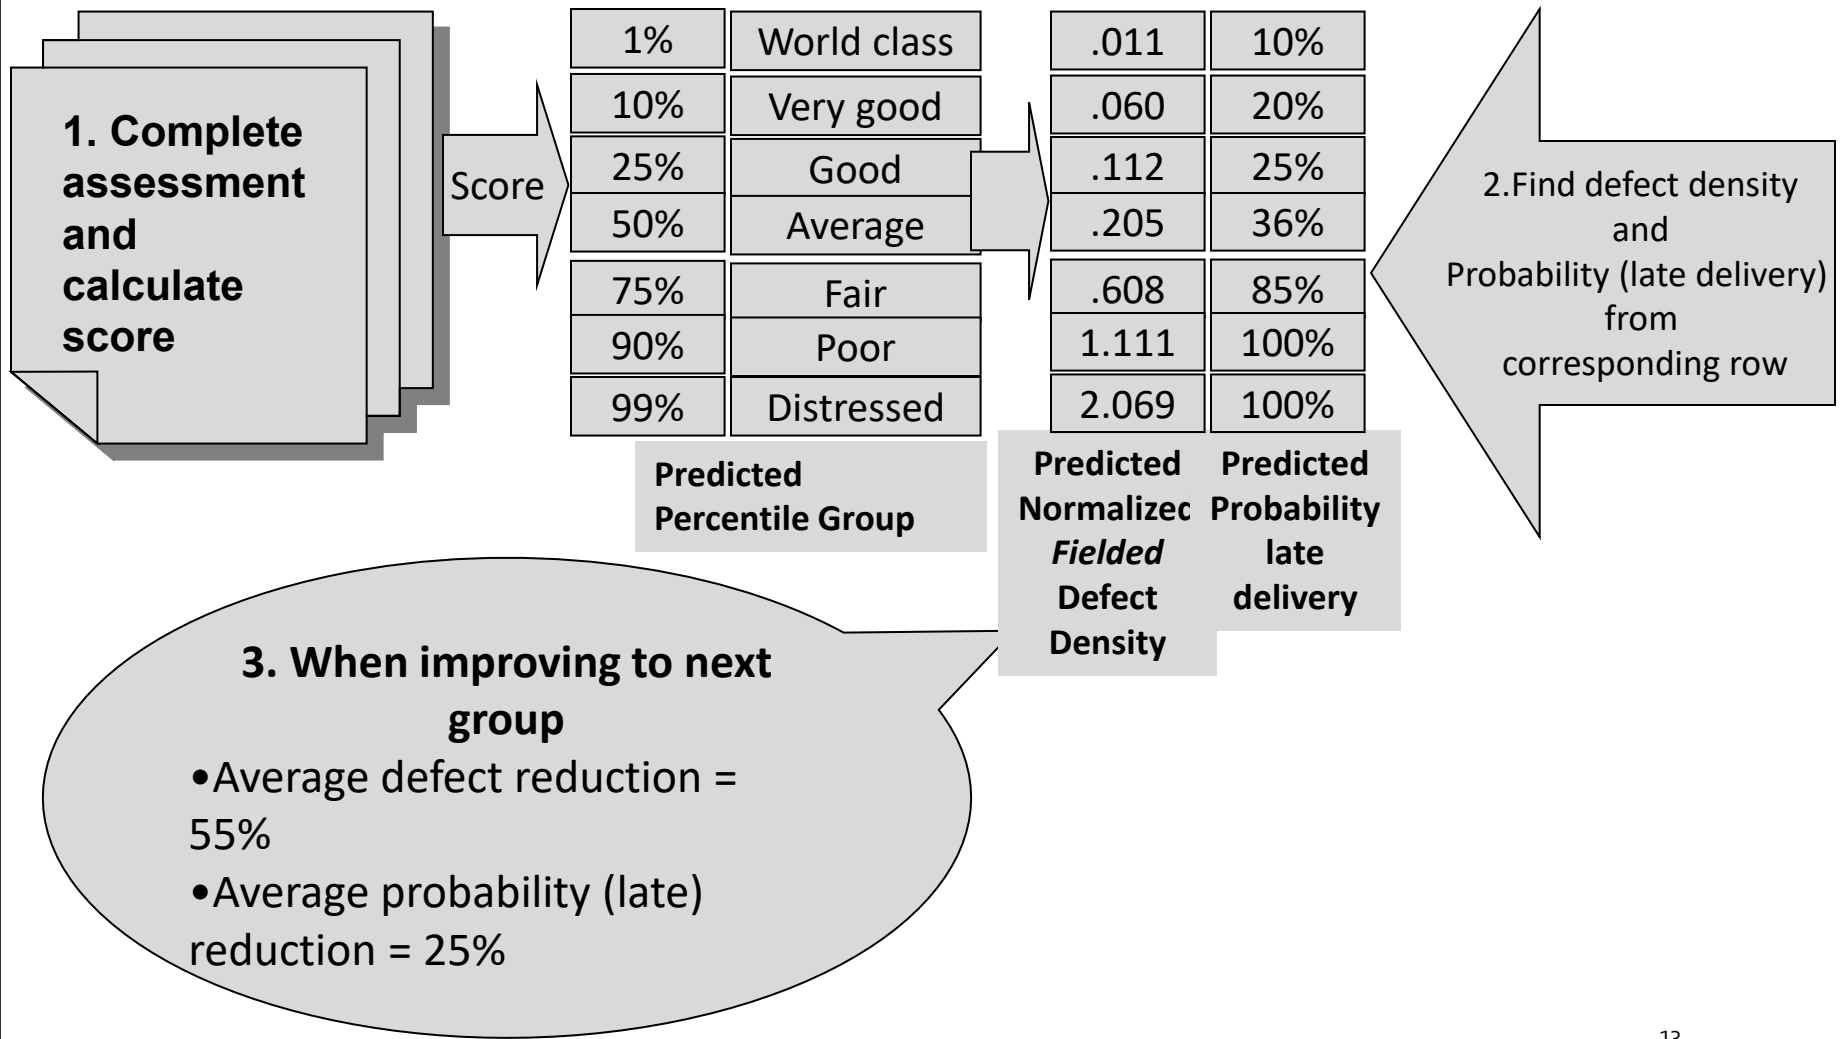 1. Complete
assessment
and
calculate
score
Score
1% World class .011 10%
10% Very good .060 20%
25% Good .112 25%
50% Average .205 36%
75% Fair .608 85%
90% Poor 1.111 100%
99% Distressed 2.069 100%
2.Find defect density
and
Probability (late delivery)
from
corresponding row
Predicted
Percentile Group
Predicted
Normalized
Fielded
Defect
Density
Predicted
Probability
late
delivery
3. When improving to next
group
•Average defect reduction =
55%
•Average probability (late)
reduction = 25%
13